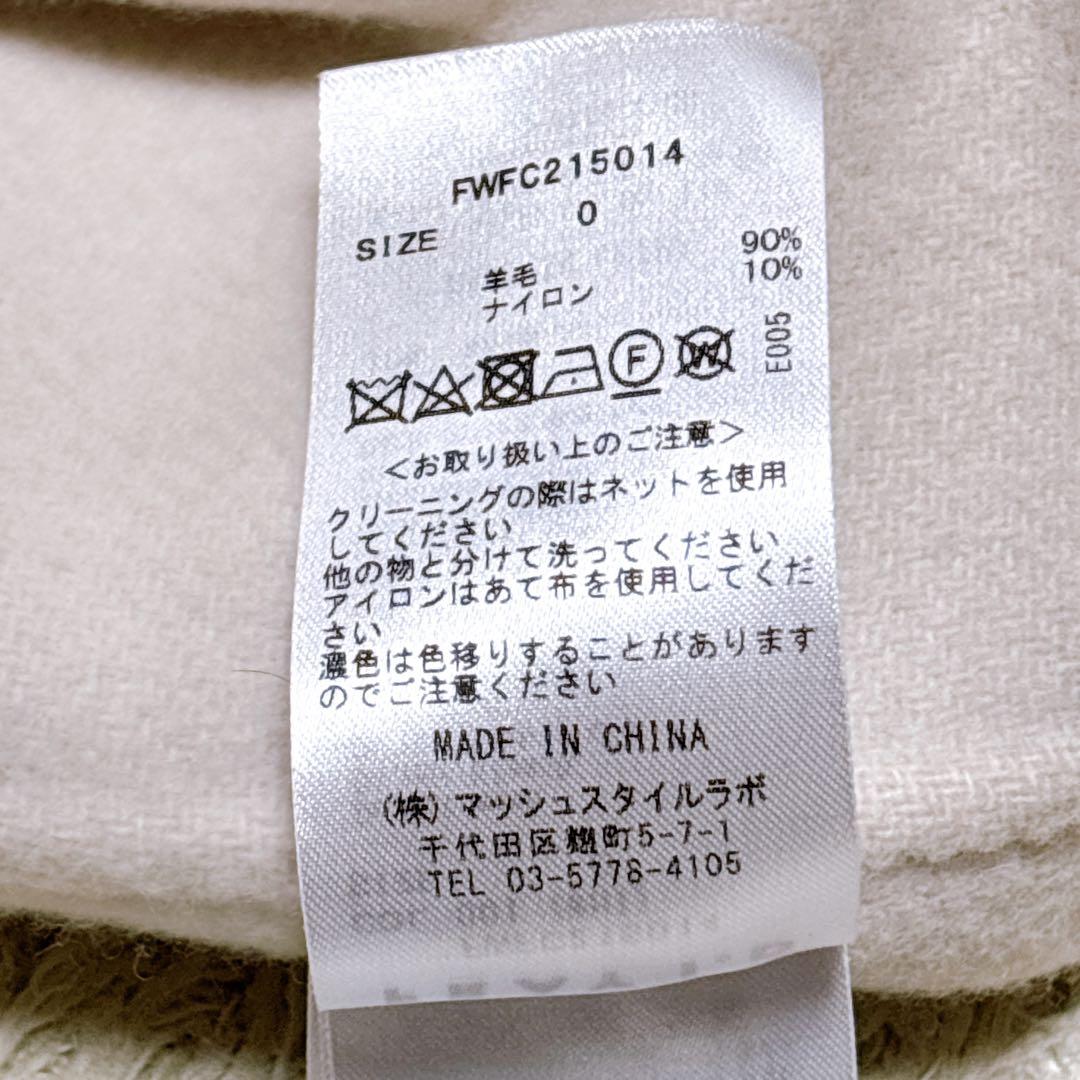 FWFC215014
SIZE 0
羊毛 90%
ナイロン 10%
E005
F
W
＜お取り扱い上のご注意＞
クリーニングの際はネットを使用
してください
他の物と分けて洗ってください
アイロンはあて布を使用してくだ
さい
濃色は色移りすることがあります
のでご注意ください
MADE IN CHINA
(株)マッシュスタイルラボ
千代田区麹町5-7-1
TEL 03-5778-4105